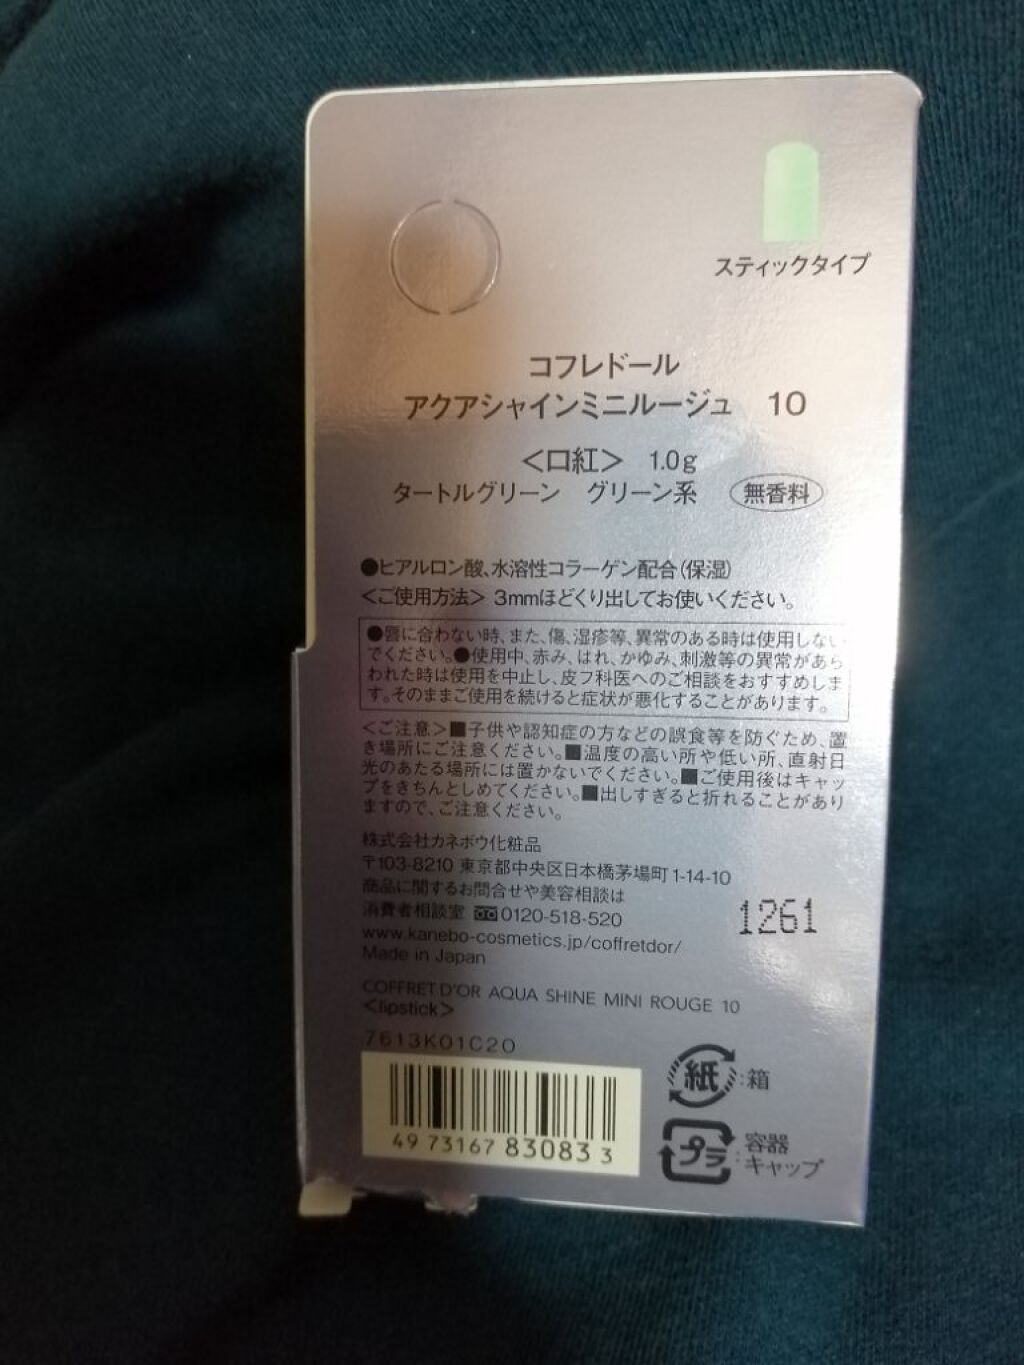 スティックタイプ
コフレドール
アクアシャインミニルージュ 10
<口紅> 1.0g
タートルグリーン グリーン系 無香料
●ヒアルロン酸、水溶性コラーゲン配合(保湿)
<ご使用方法> 3mmほどくり出してお使いください。
●唇に合わない時、また、傷、湿疹等、異常のある時は使用しない
でください。●使用中、赤み、はれ、かゆみ、刺激等の異常があら
われた時は使用を中止し、皮フ科医へのご相談をおすすめしま
す。そのままご使用を続けると症状が悪化することがあります。
<ご注意>■子供や認知症の方などの誤食等を防ぐため、置
き場所にご注意ください。■温度の高い所や低い所、直射日
光のあたる場所には置かないでください。■ご使用後はキャッ
プをきちんとしめてください。■出しすぎると折れることがあり
ますので、ご注意ください。
株式会社カネボウ化粧品
〒103-8210 東京都中央区日本橋茅場町1-14-10
商品に関するお問合せや美容相談は
消費者相談室 0120-518-520
www.kanebo-cosmetics.jp/coffretdor/
Made in Japan
1261
COFFRET D'OR AQUA SHINE MINI ROUGE 10
<lipstick>
7613K01C20
49 73167 83083 3
紙:箱
プラ:容器
キャップ